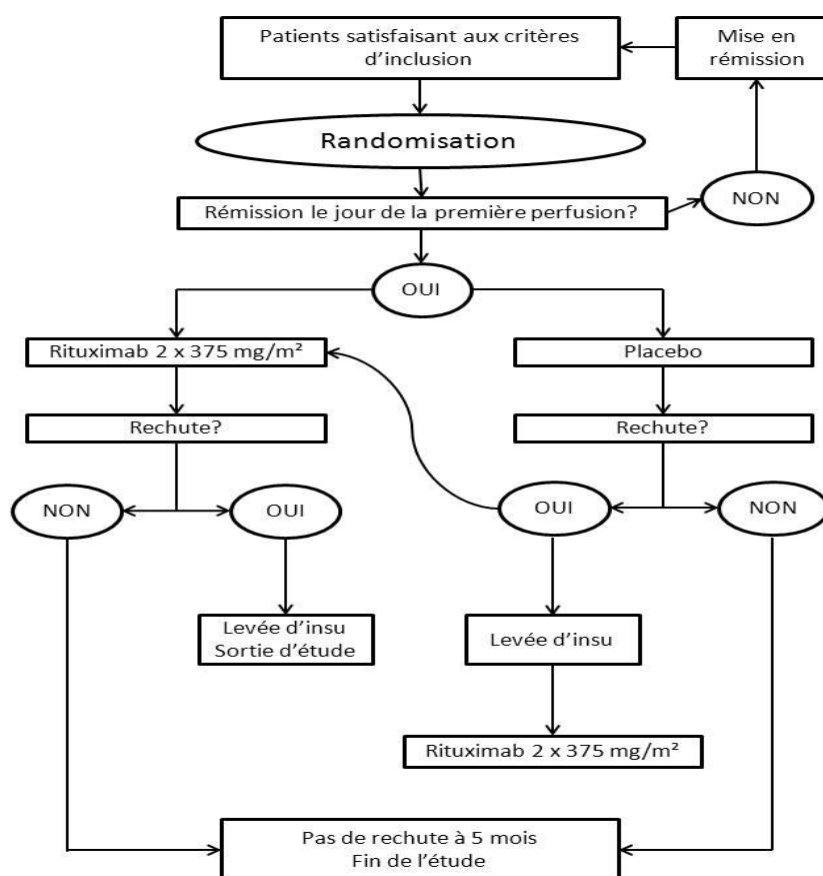 Patients satisfaisant aux critères
d'inclusion
Mise en
rémission
Randomisation
Rémission le jour de la première perfusion?
NON
OUI
Rituximab 2 x 375 mg/m²
Placebo
Rechute?
Rechute?
NON
OUI
OUI
NON
Levée d'insu
Sortie d'étude
Levée d'insu
Rituximab 2 x 375 mg/m²
Pas de rechute à 5 mois
Fin de l'étude